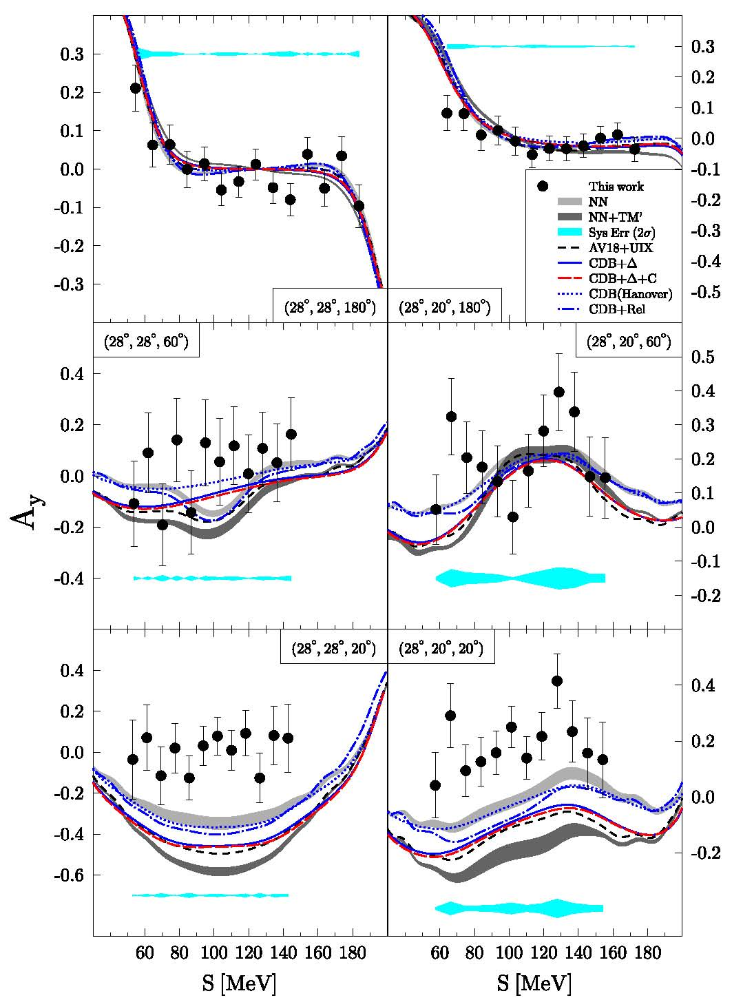 0.3
0.2
0.1
0.0
-0.1
-0.2
-0.3
(28°, 28°, 180°)
0.3
0.2
0.1
0.0
-0.1
-0.2
-0.3
-0.4
-0.5
This work
NN
NN+TM'
Sys Err (2σ)
AV18+UIX
CDB+Δ
CDB+Δ+C
CDB(Hanover)
CDB+Rel
(28°, 20°, 180°)
(28°, 28°, 60°)
0.4
0.2
0.0
-0.2
-0.4
(28°, 20°, 60°)
0.5
0.4
0.3
0.2
0.1
0.0
-0.1
-0.2
Ay
(28°, 28°, 20°)
0.4
0.2
0.0
-0.2
-0.4
-0.6
60 80 100 120 140 160 180
S [MeV]
(28°, 20°, 20°)
0.4
0.2
0.0
-0.2
60 80 100 120 140 160 180
S [MeV]